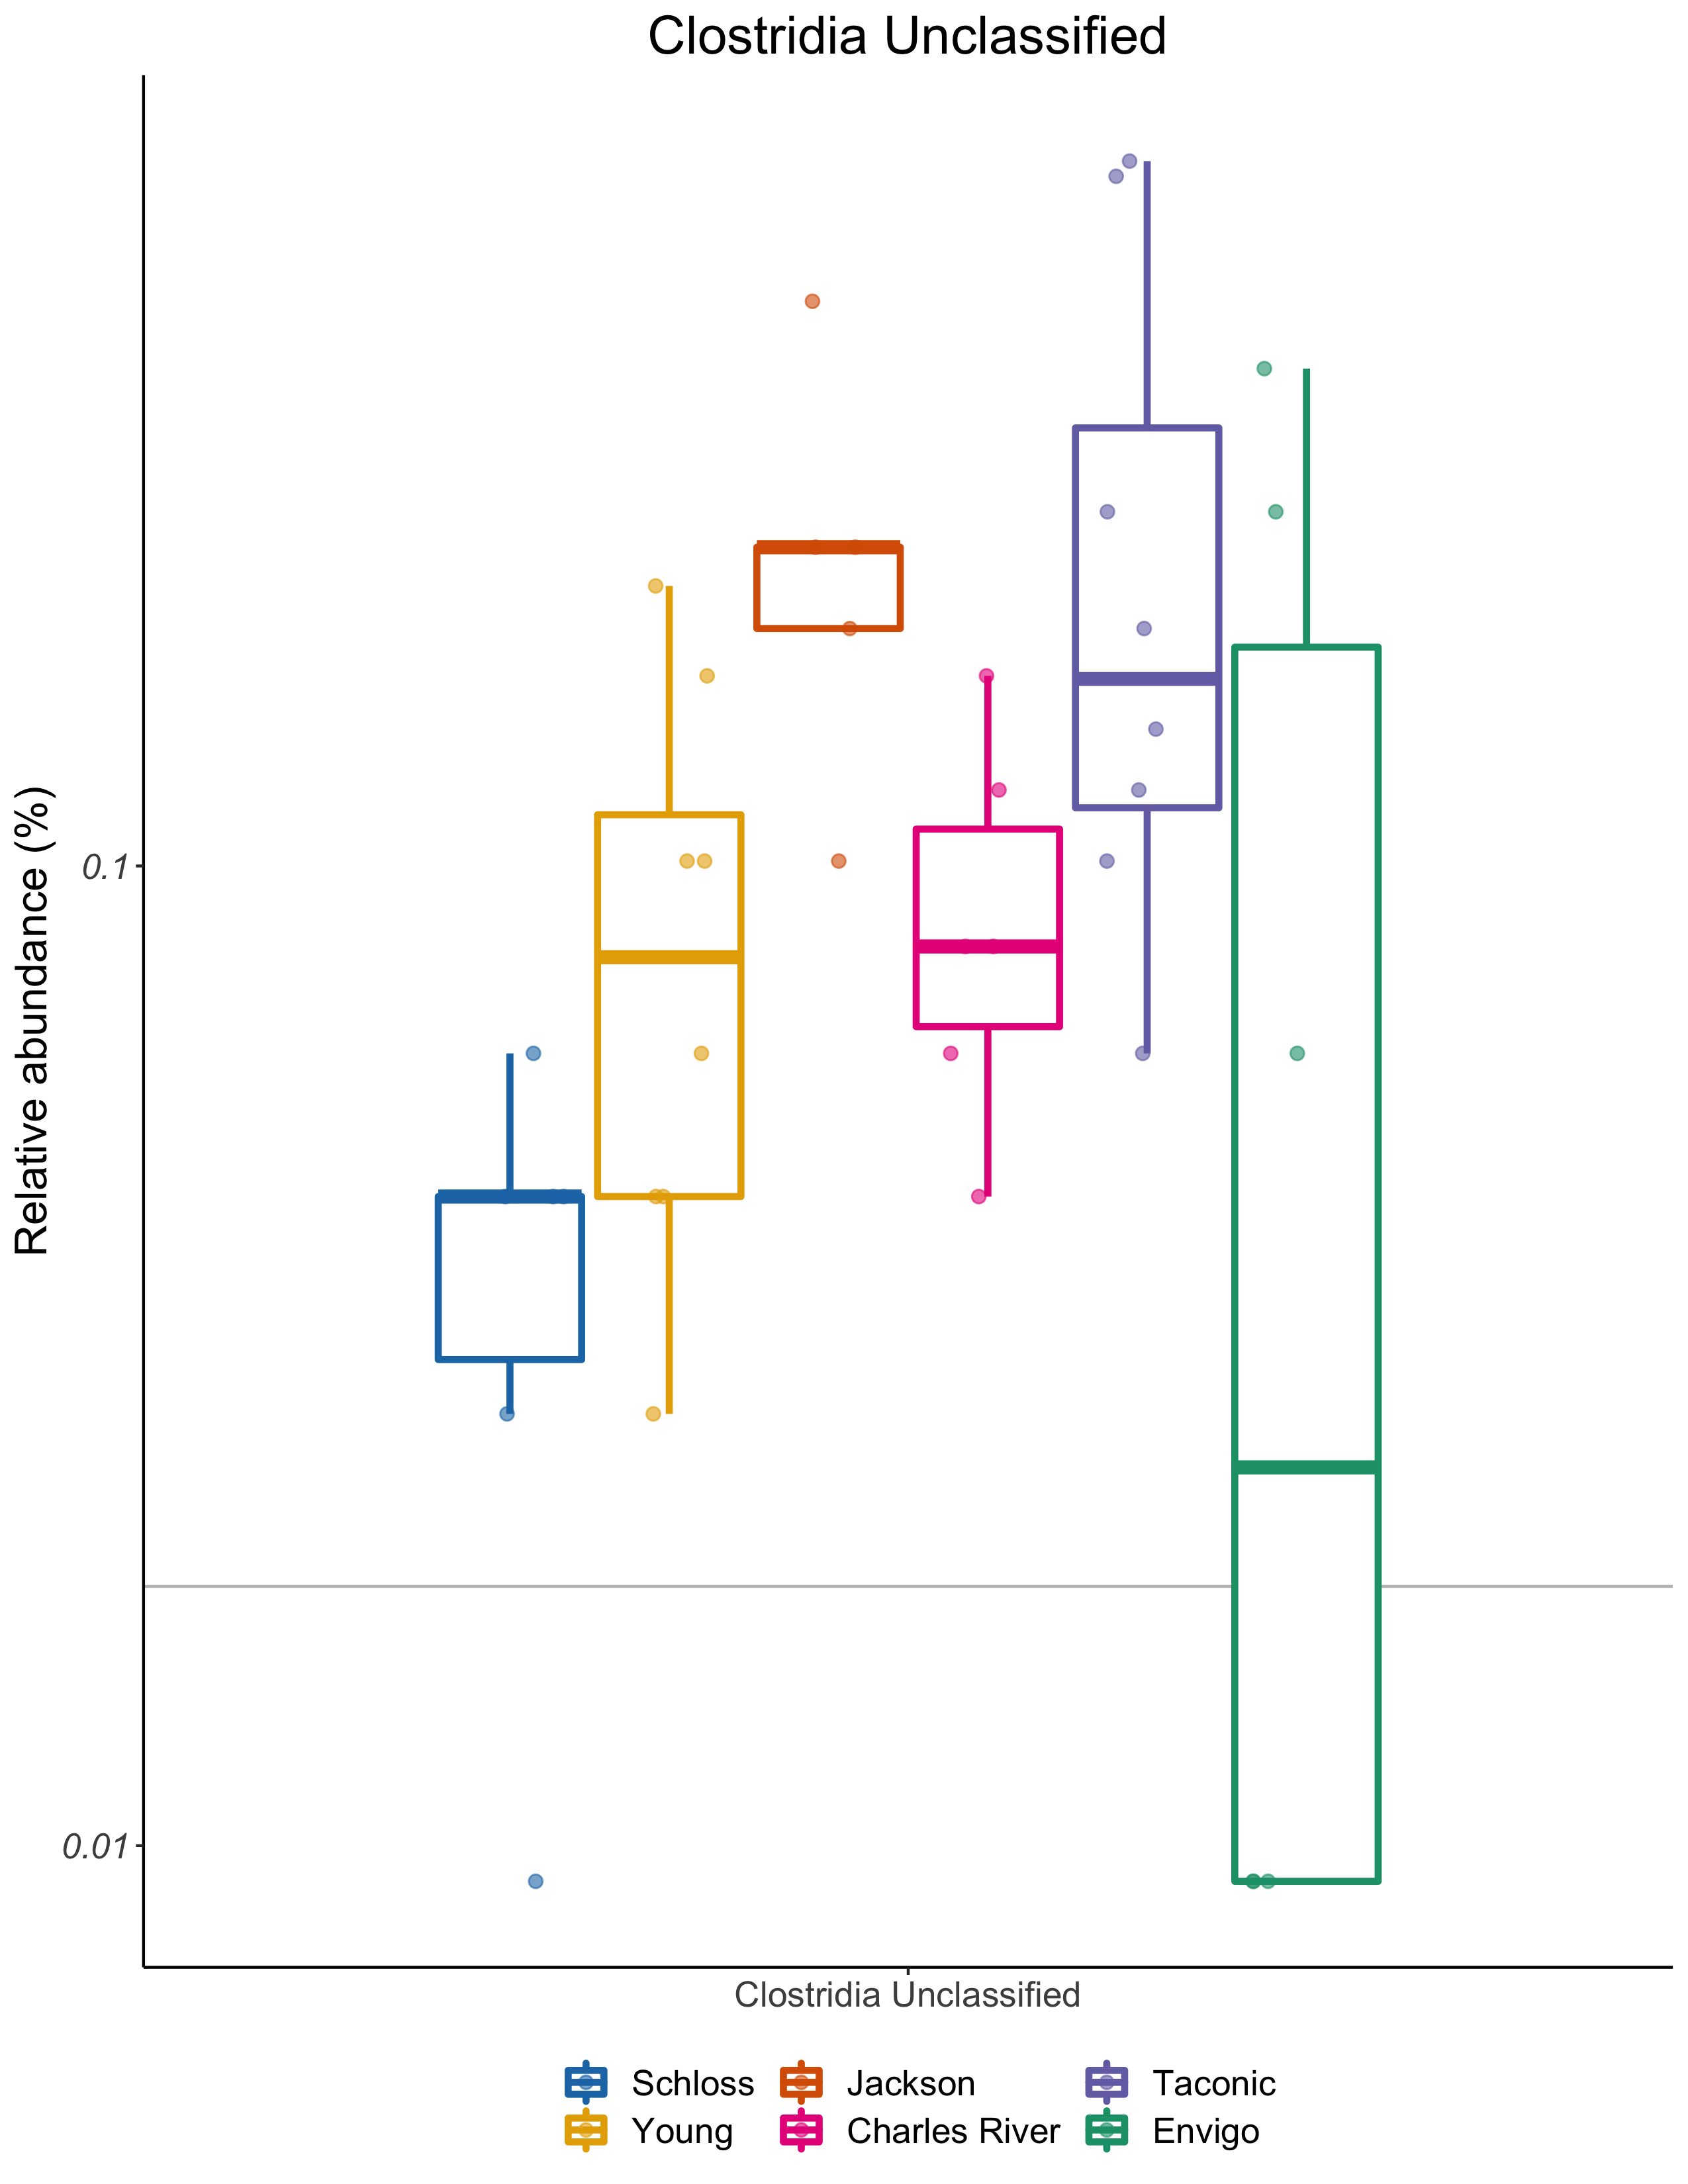 Clostridia Unclassified
Relative abundance (%)
0.1
0.01
Clostridia Unclassified
Schloss Jackson Taconic
Young Charles River Envigo